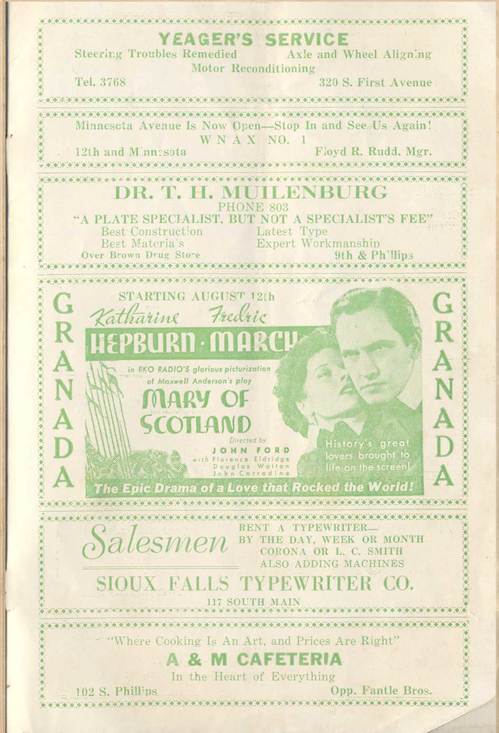 YEAGER'S SERVICE
Steering Troubles Remedied Axle and Wheel Aligning
Motor Reconditioning
Tel. 3768 320 S. First Avenue
Minnesota Avenue Is Now Open—Stop In and See Us Again!
WNAX NO. 1
12th and Minnesota Floyd R. Rudd, Mgr.
DR. T. H. MUILENBURG
PHONE 803
"A PLATE SPECIALIST, BUT NOT A SPECIALIST'S FEE"
Best Construction Latest Type
Best Materials Expert Workmanship
Over Brown Drug Store 9th & Phillips
GRANADA
STARTING AUGUST 12th
Katharine Fredric
HEPBURN · MARCH
in RKO RADIO'S glorious picturization
of Maxwell Anderson's play
MARY OF
SCOTLAND
Directed by
JOHN FORD
with Florence Eldridge
Douglas Walton
John Carradine
History's great
lovers brought to
life on the screen!
The Epic Drama of a Love that Rocked the World!
GRANADA
Salesmen
RENT A TYPEWRITER—
BY THE DAY, WEEK OR MONTH
CORONA OR L. C. SMITH
ALSO ADDING MACHINES
SIOUX FALLS TYPEWRITER CO.
117 SOUTH MAIN
"Where Cooking Is An Art, and Prices Are Right"
A & M CAFETERIA
In the Heart of Everything
102 S. Phillips Opp. Fantle Bros.